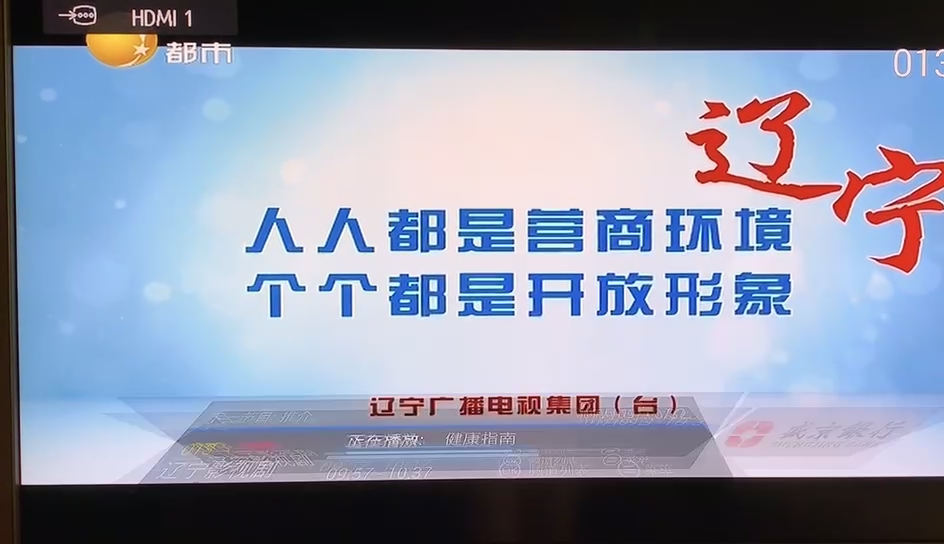 HDMI 1
都市
013
辽宁
人人都是营商环境
个个都是开放形象
辽宁广播电视集团（台）
正在播放： 健康指南
辽宁影视剧
09:57-10:37